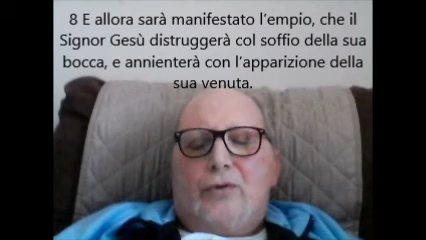 8 E allora sarà manifestato l’empio, che il
Signor Gesù distruggerà col soffio della sua
bocca, e annienterà con l’apparizione della
sua venuta.